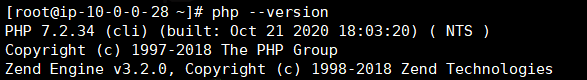 [root@ip-10-0-0-28 ~]# php --version
PHP 7.2.34 (cli) (built: Oct 21 2020 18:03:20) ( NTS )
Copyright (c) 1997-2018 The PHP Group
Zend Engine v3.2.0, Copyright (c) 1998-2018 Zend Technologies